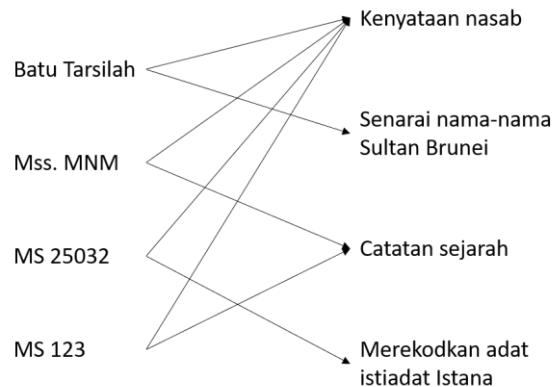 Kenyataan nasab
Batu Tarsilah
Senarai nama-nama
Sultan Brunei
Mss. MNM
MS 25032
Catatan sejarah
MS 123
Merekodkan adat
istiadat Istana